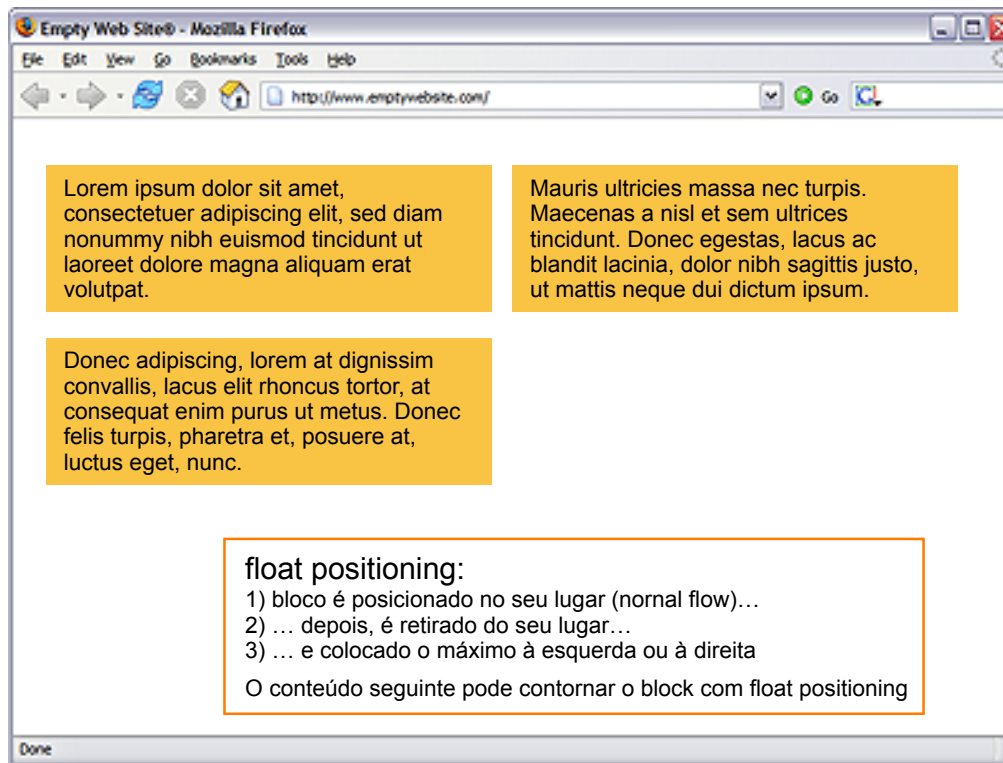 Empty Web Site® - Mozilla Firefox
File Edit View Go Bookmarks Tools Help
http://www.emptywebsite.com/ Go
Lorem ipsum dolor sit amet,
consectetuer adipiscing elit, sed diam
nonummy nibh euismod tincidunt ut
laoreet dolore magna aliquam erat
volutpat.
Mauris ultricies massa nec turpis.
Maecenas a nisl et sem ultrices
tincidunt. Donec egestas, lacus ac
blandit lacinia, dolor nibh sagittis justo,
ut mattis neque dui dictum ipsum.
Donec adipiscing, lorem at dignissim
convallis, lacus elit rhoncus tortor, at
consequat enim purus ut metus. Donec
felis turpis, pharetra et, posuere at,
luctus eget, nunc.
float positioning:
1) bloco é posicionado no seu lugar (nornal flow)…
2) … depois, é retirado do seu lugar…
3) … e colocado o máximo à esquerda ou à direita
O conteúdo seguinte pode contornar o block com float positioning
Done